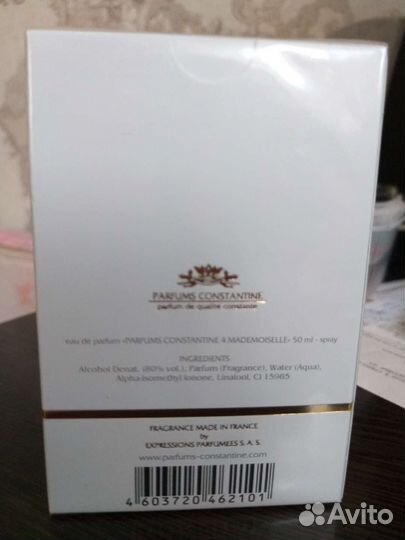 PARFUMS CONSTANTINE
parfum de qualité constante
eau de parfum «PARFUMS CONSTANTINE 4 MADEMOISELLE» 50 ml - spray
INGREDIENTS
Alcohol Denat. (80% vol.), Parfum (Fragrance), Water (Aqua),
Alpha-isomethyl Ionone, Linalool, CI 15985
FRAGRANCE MADE IN FRANCE
by
EXPRESSIONS PARFUMEES S. A. S.
www.parfums-constantine.com
4 603720 462101
Avito